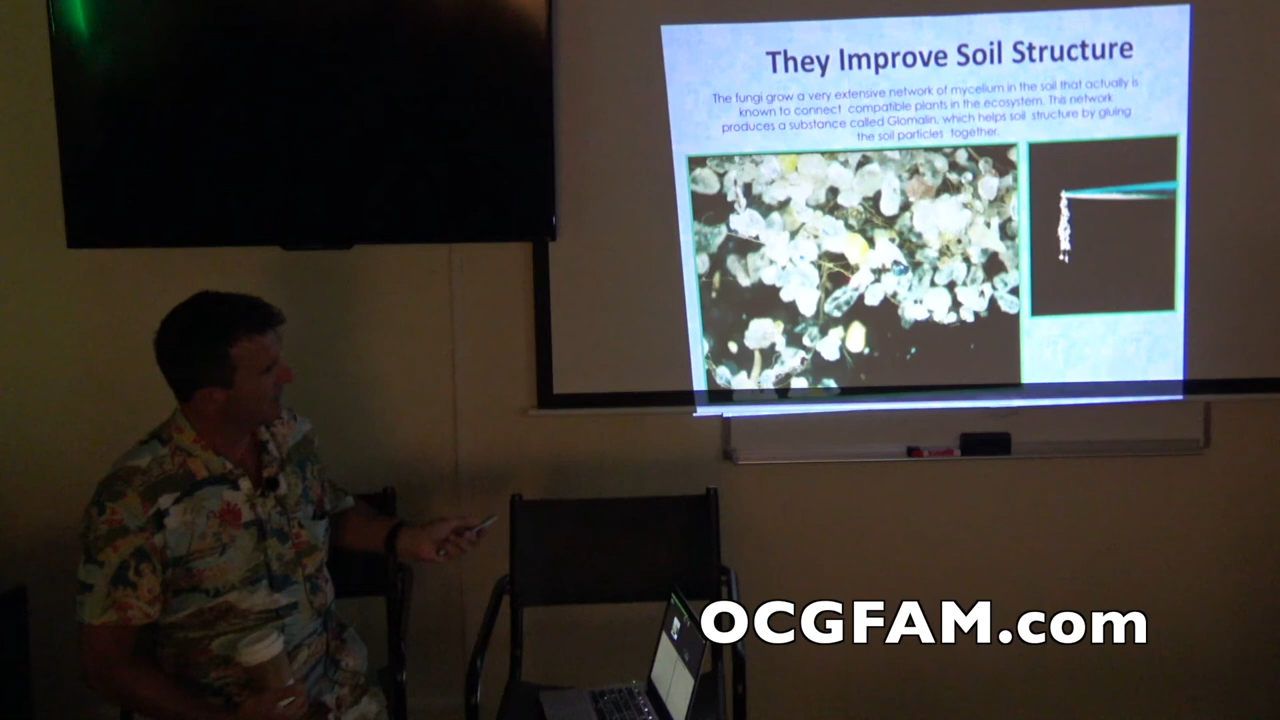 They Improve Soil Structure
The fungi grow a very extensive network of mycelium in the soil that actually is
known to connect compatible plants in the ecosystem. This network
produces a substance called Glomalin, which helps soil structure by gluing
the soil particles together.
OCGFAM.com